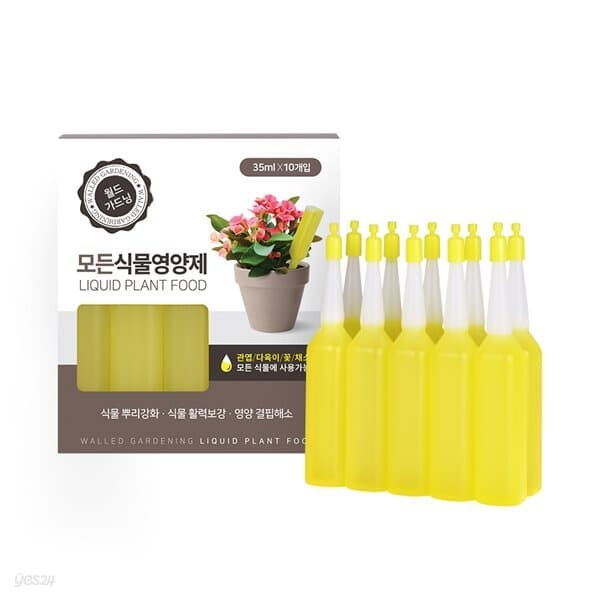 35ml X 10개입
WALLED GARDENING
월드
가드닝
WALLED GARDENING
모든식물영양제
LIQUID PLANT FOOD
관엽/다육이/꽃/채소
모든 식물에 사용가능
식물 뿌리강화 · 식물 활력보강 · 영양 결핍해소
WALLED GARDENING LIQUID PLANT FOOD
yes24